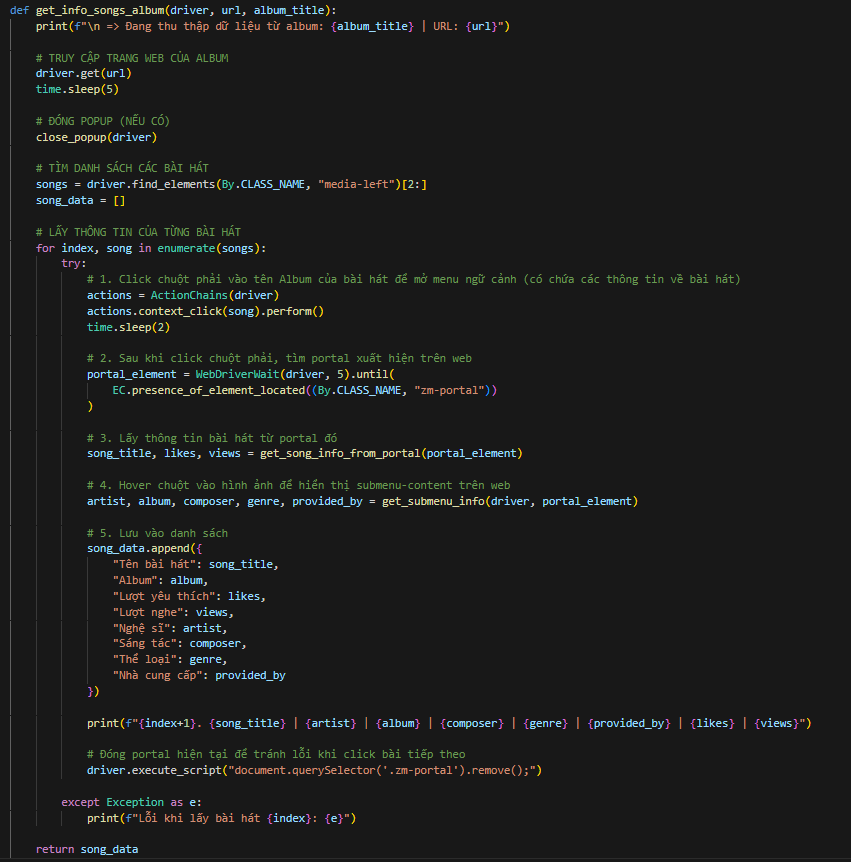 def get_info_songs_album(driver, url, album_title):
    print(f"\n => Đang thu thập dữ liệu từ album: {album_title} | URL: {url}")
    # TRUY CẬP TRANG WEB CỦA ALBUM
    driver.get(url)
    time.sleep(5)
    # ĐÓNG POPUP (NẾU CÓ)
    close_popup(driver)
    # TÌM DANH SÁCH CÁC BÀI HÁT
    songs = driver.find_elements(By.CLASS_NAME, "media-left")[2:]
    song_data = []
    # LẤY THÔNG TIN CỦA TỪNG BÀI HÁT
    for index, song in enumerate(songs):
        try:
            # 1. Click chuột phải vào tên Album của bài hát để mở menu ngữ cảnh (có chứa các thông tin về bài hát)
            actions = ActionChains(driver)
            actions.context_click(song).perform()
            time.sleep(2)
            # 2. Sau khi click chuột phải, tìm portal xuất hiện trên web
            portal_element = WebDriverWait(driver, 5).until(
                EC.presence_of_element_located((By.CLASS_NAME, "zm-portal"))
            )
            # 3. Lấy thông tin bài hát từ portal đó
            song_title, likes, views = get_song_info_from_portal(portal_element)
            # 4. Hover chuột vào hình ảnh để hiển thị submenu-content trên web
            artist, album, composer, genre, provided_by = get_submenu_info(driver, portal_element)
            # 5. Lưu vào danh sách
            song_data.append({
                "Tên bài hát": song_title,
                "Album": album,
                "Lượt yêu thích": likes,
                "Lượt nghe": views,
                "Nghệ sĩ": artist,
                "Sáng tác": composer,
                "Thể loại": genre,
                "Nhà cung cấp": provided_by
            })
            print(f"{index+1}. {song_title} | {artist} | {album} | {composer} | {genre} | {provided_by} | {likes} | {views}")
            # Đóng portal hiện tại để tránh lỗi khi click bài tiếp theo
            driver.execute_script("document.querySelector('.zm-portal').remove();")
        except Exception as e:
            print(f"Lỗi khi lấy bài hát {index}: {e}")
    return song_data